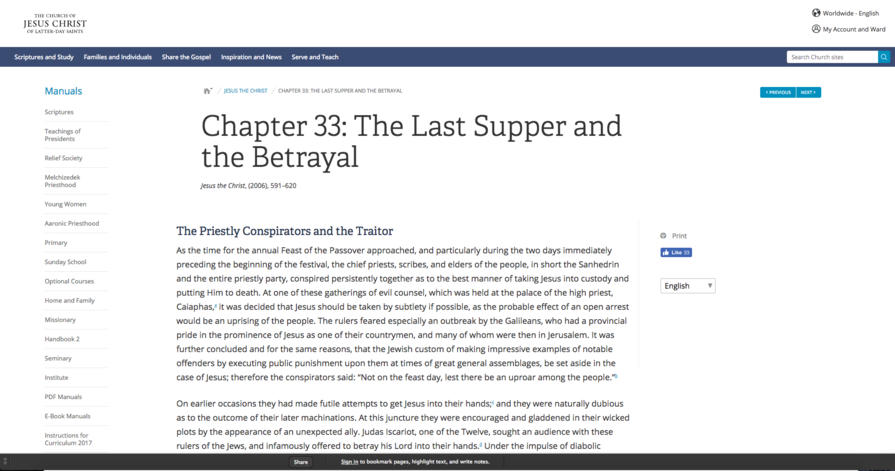 THE CHURCH OF
JESUS CHRIST
OF LATTER-DAY SAINTS
Worldwide - English
My Account and Ward
Scriptures and Study
Families and Individuals
Share the Gospel
Inspiration and News
Serve and Teach
Search Church sites
Manuals
Scriptures
Teachings of
Presidents
Relief Society
Melchizedek
Priesthood
Young Women
Aaronic Priesthood
Primary
Sunday School
Optional Courses
Home and Family
Missionary
Handbook 2
Seminary
Institute
PDF Manuals
E-Book Manuals
Instructions for
Curriculum 2017
/ JESUS THE CHRIST / CHAPTER 33: THE LAST SUPPER AND THE BETRAYAL
‹ PREVIOUS
NEXT ›
Chapter 33: The Last Supper and
the Betrayal
Jesus the Christ, (2006), 591–620
The Priestly Conspirators and the Traitor
As the time for the annual Feast of the Passover approached, and particularly during the two days immediately
preceding the beginning of the festival, the chief priests, scribes, and elders of the people, in short the Sanhedrin
and the entire priestly party, conspired persistently together as to the best manner of taking Jesus into custody and
putting Him to death. At one of these gatherings of evil counsel, which was held at the palace of the high priest,
Caiaphas,a it was decided that Jesus should be taken by subtlety if possible, as the probable effect of an open arrest
would be an uprising of the people. The rulers feared especially an outbreak by the Galileans, who had a provincial
pride in the prominence of Jesus as one of their countrymen, and many of whom were then in Jerusalem. It was
further concluded and for the same reasons, that the Jewish custom of making impressive examples of notable
offenders by executing public punishment upon them at times of great general assemblages, be set aside in the
case of Jesus; therefore the conspirators said: “Not on the feast day, lest there be an uproar among the people.”b
On earlier occasions they had made futile attempts to get Jesus into their hands;c and they were naturally dubious
as to the outcome of their later machinations. At this juncture they were encouraged and gladdened in their wicked
plots by the appearance of an unexpected ally. Judas Iscariot, one of the Twelve, sought an audience with these
rulers of the Jews, and infamously offered to betray his Lord into their hands.d Under the impulse of diabolic
Print
Like 33
English
Share
Sign in to bookmark pages, highlight text, and write notes.